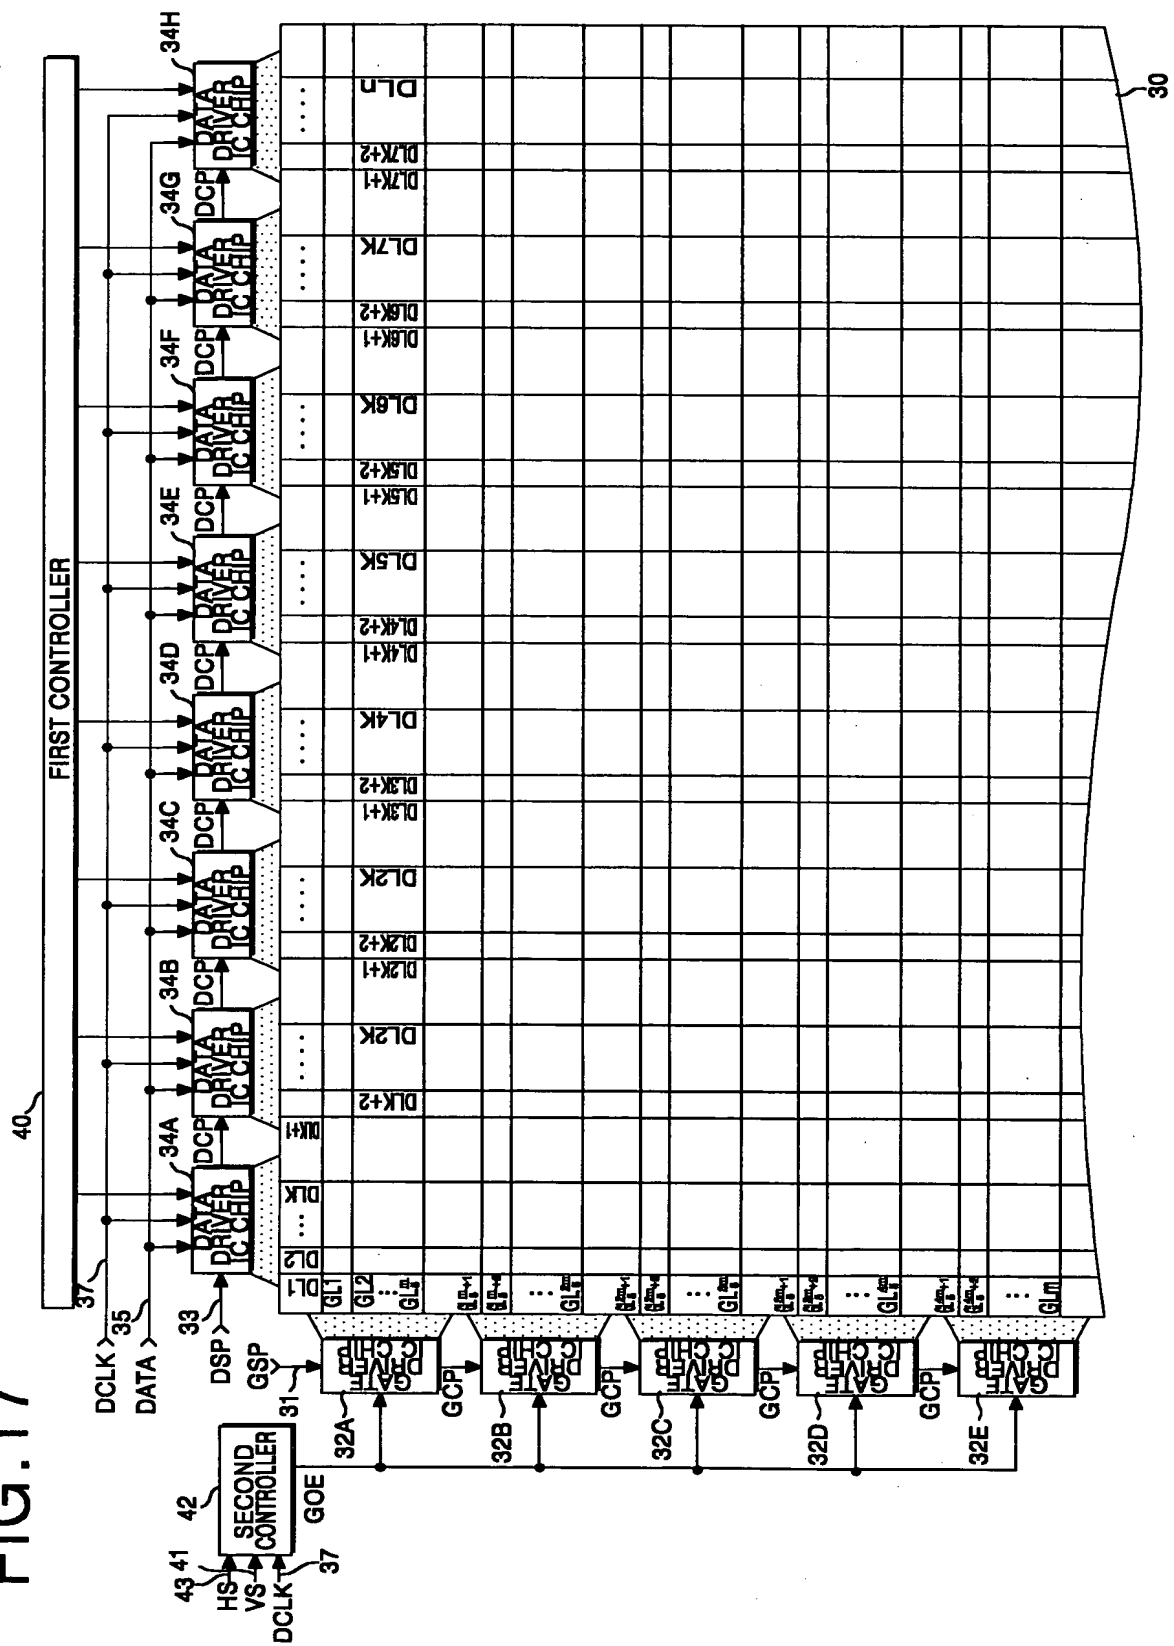 FIG.17
40
FIRST CONTROLLER
DCLK
37
DATA
35
DSP
33
GSP
31
34A
34B
34C
34D
34E
34F
34G
34H
DATA DRIVER IC CHIP
DCP
DATA DRIVER IC CHIP
DCP
DATA DRIVER IC CHIP
DCP
DATA DRIVER IC CHIP
DCP
DATA DRIVER IC CHIP
DCP
DATA DRIVER IC CHIP
DCP
DATA DRIVER IC CHIP
DCP
DATA DRIVER IC CHIP
DL1
DL2
...
DLK
DLK+1
DLK+2
....
DL2K
DL2K+1
DL2K+2
....
DL2K
DL3K+1
DL3K+2
....
DL4K
DL4K+1
DL4K+2
....
DL5K
DL5K+1
DL5K+2
....
DL6K
DL6K+1
DL6K+2
....
DL7K
DL7K+1
DL7K+2
....
DLn
42
SECOND CONTROLLER
43
41
HS
VS
DCLK
37
GOE
32A
GATE DRIVE IC CHIP
GCP
32B
GATE DRIVE IC CHIP
GCP
32C
GATE DRIVE IC CHIP
GCP
32D
GATE DRIVE IC CHIP
GCP
32E
GATE DRIVE IC CHIP
GL1
GL2
...
...
...
...
...
GLm
30